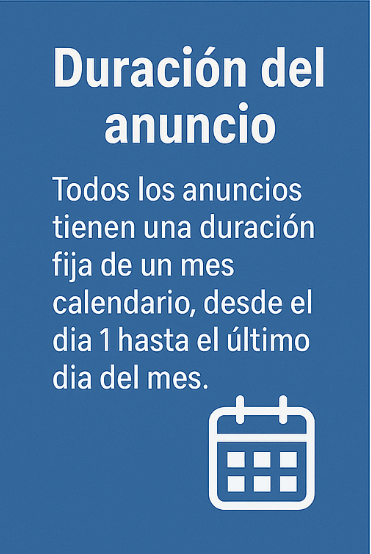 Duración del
anuncio
Todos los anuncios
tienen una duración
fija de un mes
calendario, desde el
dia 1 hasta el último
dia del mes.